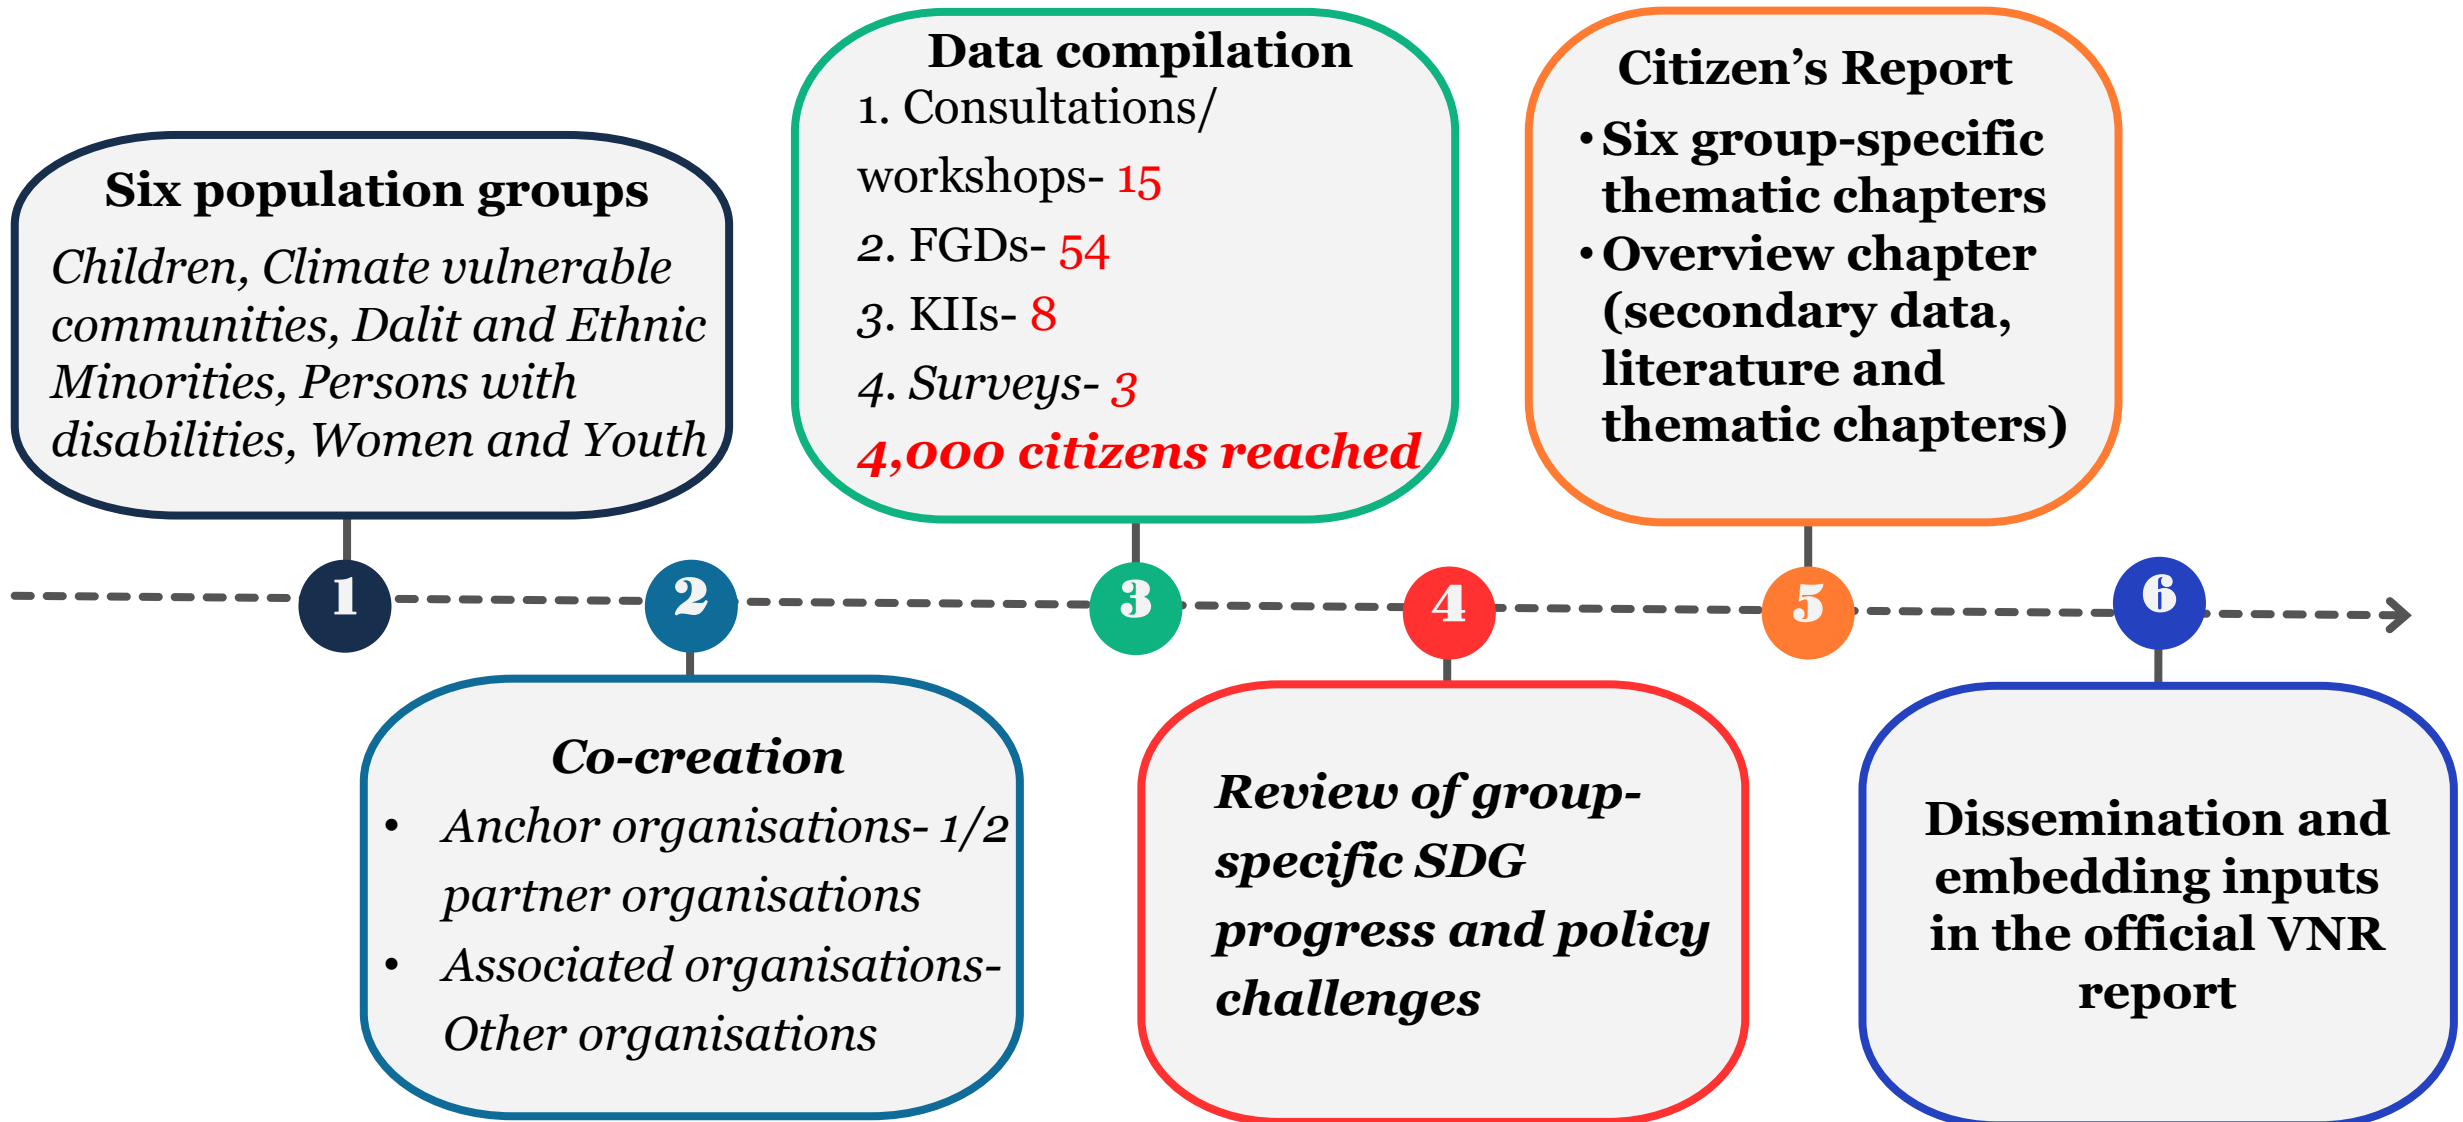 Six population groups
Children, Climate vulnerable
communities, Dalit and Ethnic
Minorities, Persons with
disabilities, Women and Youth
1
2
Co-creation
• Anchor organisations- 1/2
partner organisations
• Associated organisations-
Other organisations
Data compilation
1. Consultations/
workshops- 15
2. FGDs- 54
3. KIIs- 8
4. Surveys- 3
4,000 citizens reached
3
4
Review of group-
specific SDG
progress and policy
challenges
Citizen’s Report
• Six group-specific
thematic chapters
• Overview chapter
(secondary data,
literature and
thematic chapters)
5
6
Dissemination and
embedding inputs
in the official VNR
report